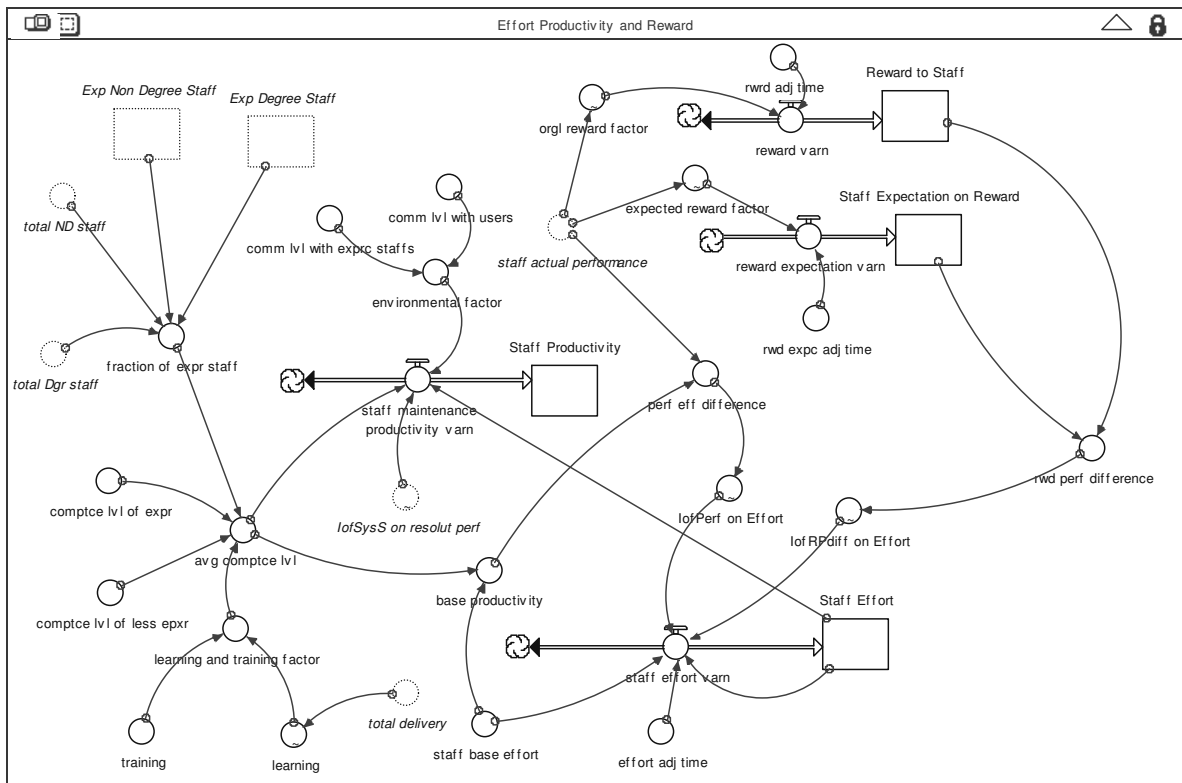 Effort Productivity and Reward
rwrd adj time
Reward to Staff
Exp Non Degree Staff
Exp Degree Staff
orgl reward factor
reward varn
total ND staff
comm lvl with users
expected reward factor
Staff Expectation on Reward
comm lvl with exprc staffs
staff actual performance
reward expectation varn
environmental factor
rwd expc adj time
Staff Productivity
fraction of expr staff
total Dgr staff
staff maintenance
productivity varn
perf eff difference
rwd perf difference
comptce lvl of expr
IofSysS on resolut perf
IofPerf on Effort
IofRPdiff on Effort
avg comptce lvl
base productivity
Staff Effort
comptce lvl of less epxr
learning and training factor
staff effort varn
total delivery
staff base effort
effort adj time
training
learning